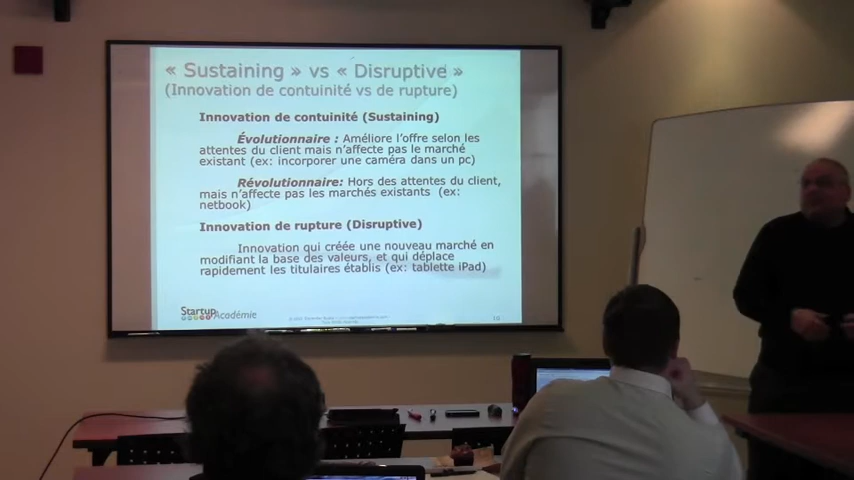 « Sustaining » vs « Disruptive »
(Innovation de contuinité vs de rupture)
Innovation de contuinité (Sustaining)
Évolutionnaire : Améliore l'offre selon les
attentes du client mais n'affecte pas le marché
existant (ex: incorporer une caméra dans un pc)
Révolutionnaire: Hors des attentes du client,
mais n'affecte pas les marchés existants (ex:
netbook)
Innovation de rupture (Disruptive)
Innovation qui créée une nouveau marché en
modifiant la base des valeurs, et qui déplace
rapidement les titulaires établis (ex: tablette iPad)
Startup Académie